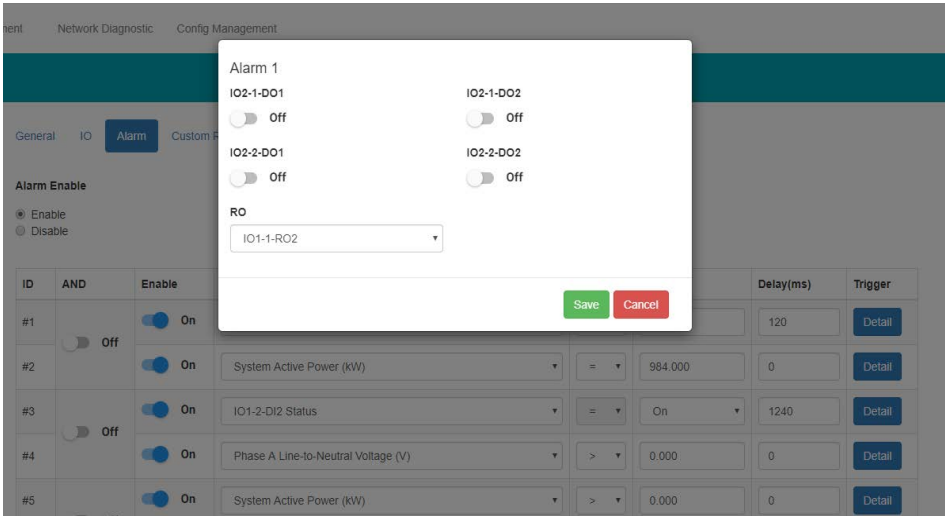 nent Network Diagnostic Config Management
Alarm 1
IO2-1-DO1 IO2-1-DO2
Off Off
IO2-2-DO1 IO2-2-DO2
Off Off
RO
IO1-1-RO2
Save Cancel
General IO Alarm Custom
Alarm Enable
Enable
Disable
ID AND Enable Delay(ms) Trigger
#1 On 120 Detail
Off
#2 On System Active Power (kW) = 984.000 0 Detail
#3 On IO1-2-DI2 Status = On 1240 Detail
Off
#4 On Phase A Line-to-Neutral Voltage (V) > 0.000 0 Detail
#5 On System Active Power (kW) > 0.000 0 Detail